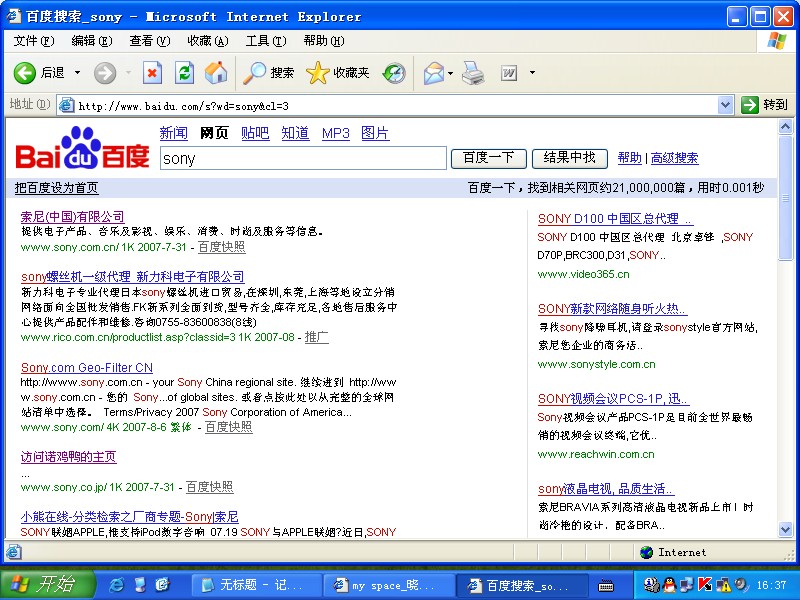 百度搜索_sony - Microsoft Internet Explorer
文件(F) 编辑(E) 查看(V) 收藏(A) 工具(T) 帮助(H)
后退 搜索 收藏夹
地址(D) http://www.baidu.com/s?wd=sony&cl=3 转到
新闻 网页 贴吧 知道 MP3 图片
Bai du 百度 sony 百度一下 结果中找 帮助 | 高级搜索
把百度设为首页 百度一下，找到相关网页约21,000,000篇，用时0.001秒
索尼(中国)有限公司
提供电子产品、音乐及影视、娱乐、消费、时尚及服务等信息。
www.sony.com.cn/ 1K 2007-7-31 - 百度快照
sony螺丝机一级代理 新力科电子有限公司
新力科电子专业代理日本sony螺丝机进口贸易,在深圳,东莞,上海等地设立分销
网络面向全国批发销售.FK新系列全面到货,型号齐全,库存充足,各地售后服务中
心提供产品配件和维修.咨询0755-83600838(8线)
www.rico.com.cn/productlist.asp?classid=3 1K 2007-08 - 推广
Sony.com Geo-Filter CN
http://www.sony.com.cn - your Sony China regional site. 继续进到 http://ww
w.sony.com.cn - 您的 Sony...of global sites. 或者点按此处以从完整的全球网
站清单中选择。 Terms/Privacy 2007 Sony Corporation of America...
www.sony.com/ 4K 2007-8-6 繁体 - 百度快照
访问诺鸡鸭的主页
...
www.sony.co.jp/ 1K 2007-7-31 - 百度快照
小熊在线-分类检索之厂商专题-Sony|索尼
SONY联姻APPLE,推支持iPod数字音响 07.19 SONY与APPLE联姻?近日,SONY
SONY D100 中国区总代理 ..
SONY D100 中国区总代理 北京卓铧 ,SONY
D70P,BRC300,D31,SONY..
www.video365.cn
SONY新款网络随身听火热..
寻找sony降噪耳机,请登录sonystyle官方网站,
索尼您企业的商务活..
www.sonystyle.com.cn
SONY视频会议PCS-1P, 迅..
Sony视频会议产品PCS-1P是目前全世界最畅
销的视频会议终端,它优..
www.reachwin.com.cn
sony液晶电视, 品质生活..
索尼BRAVIA系列高清液晶电视新品上市！时
尚冷艳的设计，配备BRA..
Internet
开始 无标题 - 记... my space_晓... 百度搜索_so... 16:37